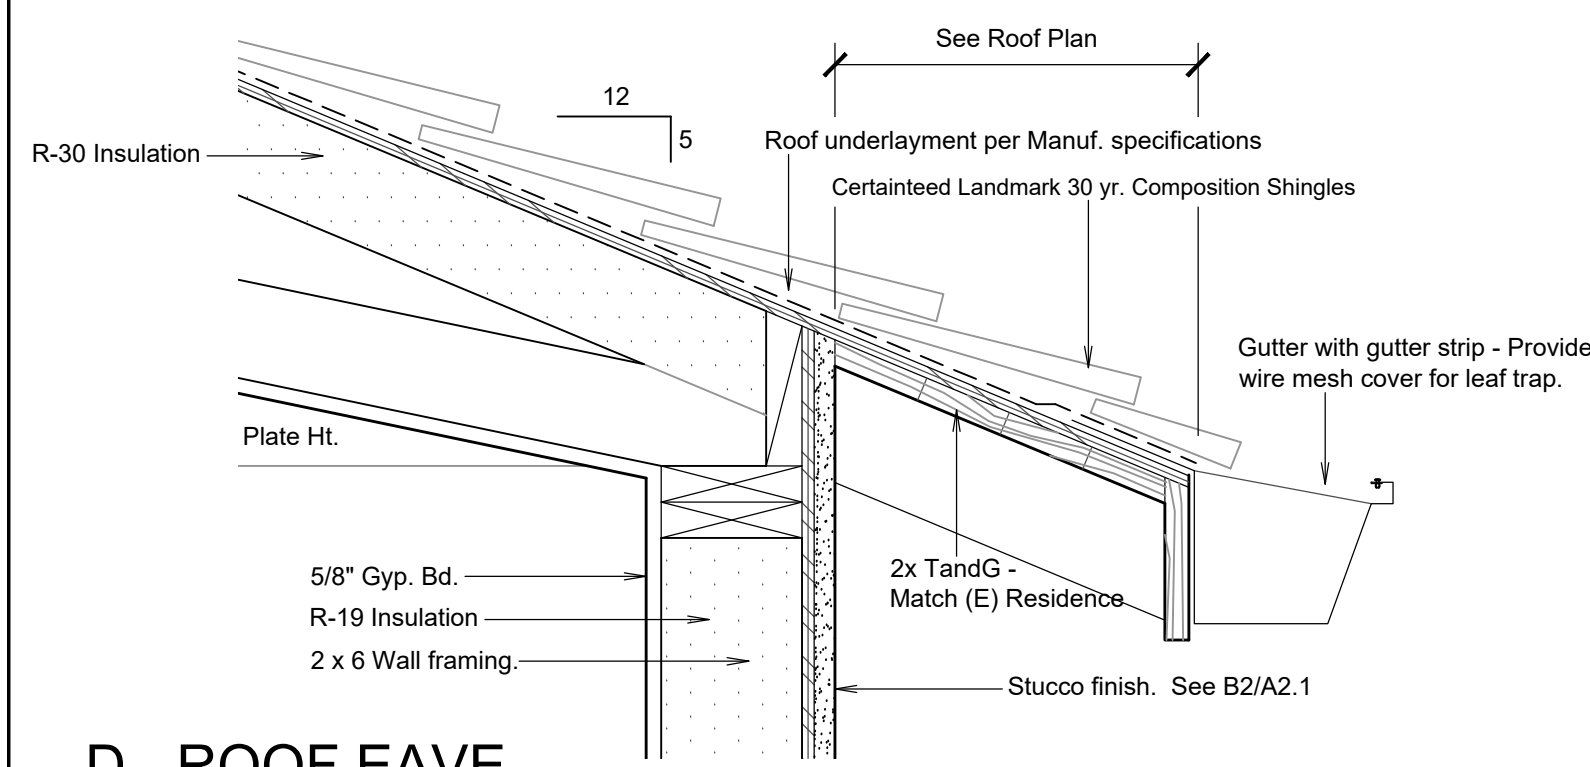 See Roof Plan
12
5
Roof underlayment per Manuf. specifications
R-30 Insulation
Certainteed Landmark 30 yr. Composition Shingles
Gutter with gutter strip - Provide
wire mesh cover for leaf trap.
Plate Ht.
5/8" Gyp. Bd.
2x TandG -
Match (E) Residence
R-19 Insulation
2 x 6 Wall framing.
Stucco finish. See B2/A2.1
D ROOF EAVE